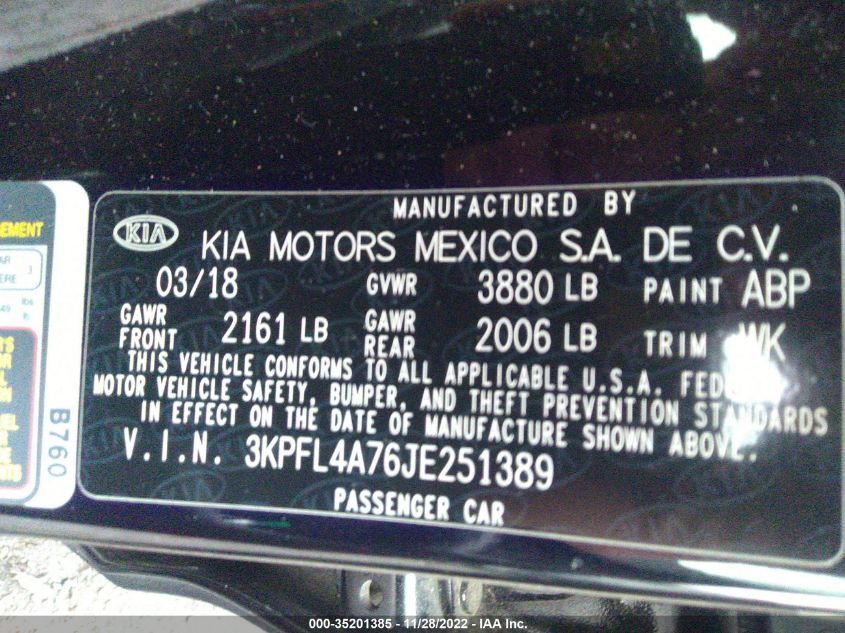 MANUFACTURED BY
KIA KIA MOTORS MEXICO S.A. DE C.V.
03/18 GVWR 3880 LB PAINT ABP
GAWR FRONT 2161 LB GAWR REAR 2006 LB TRIM WK
THIS VEHICLE CONFORMS TO ALL APPLICABLE U.S.A.
MOTOR VEHICLE SAFETY, BUMPER, AND THEFT PREVENTION STANDARDS
IN EFFECT ON THE DATE OF MANUFACTURE SHOWN ABOVE.
V.I.N. 3KPFL4A76JE251389
PASSENGER CAR
B760
000-35201385 - 11/28/2022 - IAA Inc.